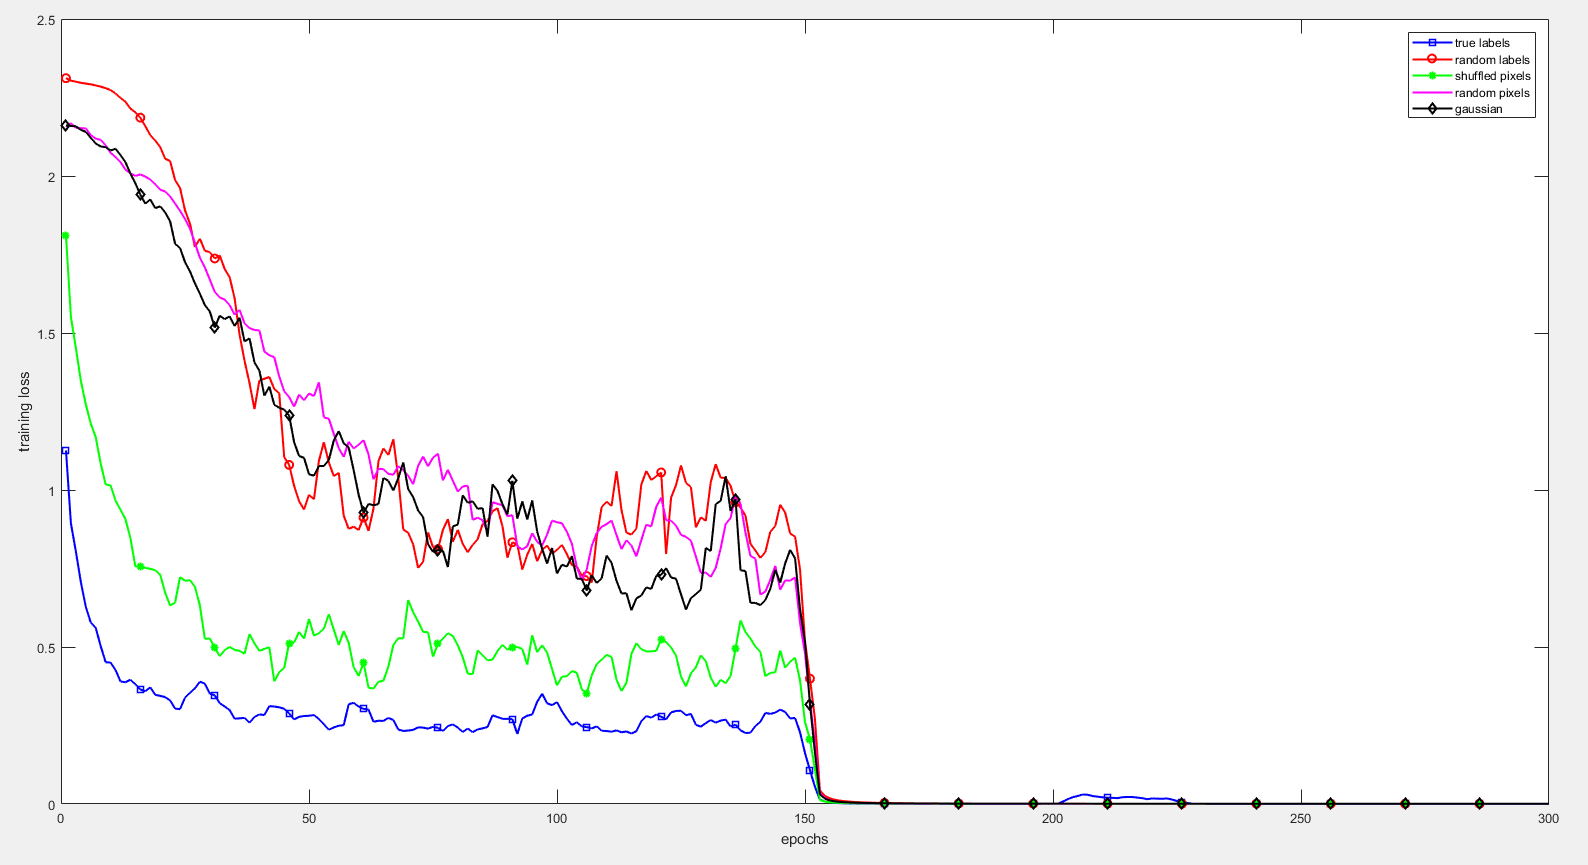 2.5
2
1.5
1
0.5
0
training loss
0
50
100
150
200
250
300
epochs
true labels
random labels
shuffled pixels
random pixels
gaussian